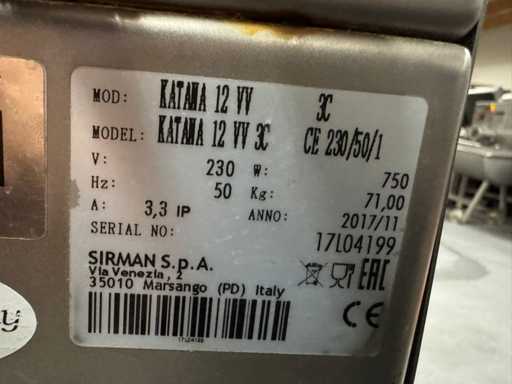 MOD: KATANA 12 VV 3C
MODEL: KATANA 12 VV 3C CE 230/50/1
V: 230 W: 750
Hz: 50 Kg: 71,00
A: 3,3 IP ANNO: 2017/11
SERIAL NO: 17L04199
SIRMAN S.p.A.
Via Venezia, 2
35010 Marsango (PD) Italy
EAC
17L04199
CE